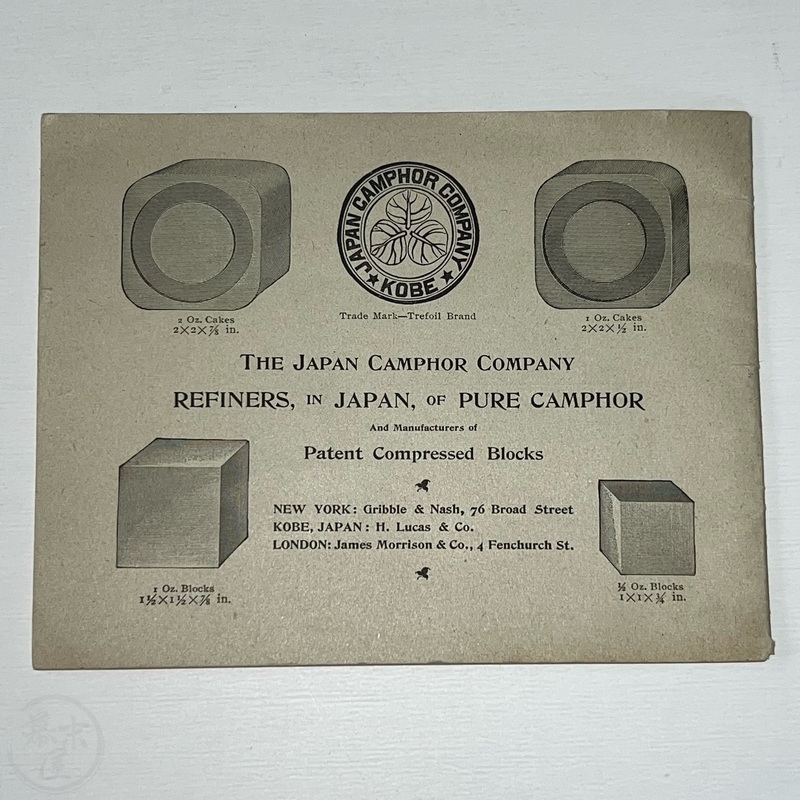 JAPAN CAMPHOR COMPANY
KOBE
Trade Mark—Trefoil Brand
2 Oz. Cakes
2×2×⅞ in.
1 Oz. Cakes
2×2×½ in.
THE JAPAN CAMPHOR COMPANY
REFINERS, IN JAPAN, OF PURE CAMPHOR
And Manufacturers of
Patent Compressed Blocks
NEW YORK: Gribble & Nash, 76 Broad Street
KOBE, JAPAN: H. Lucas & Co.
LONDON: James Morrison & Co., 4 Fenchurch St.
1 Oz. Blocks
1½×1½×⅞ in.
½ Oz. Blocks
1×1×¾ in.